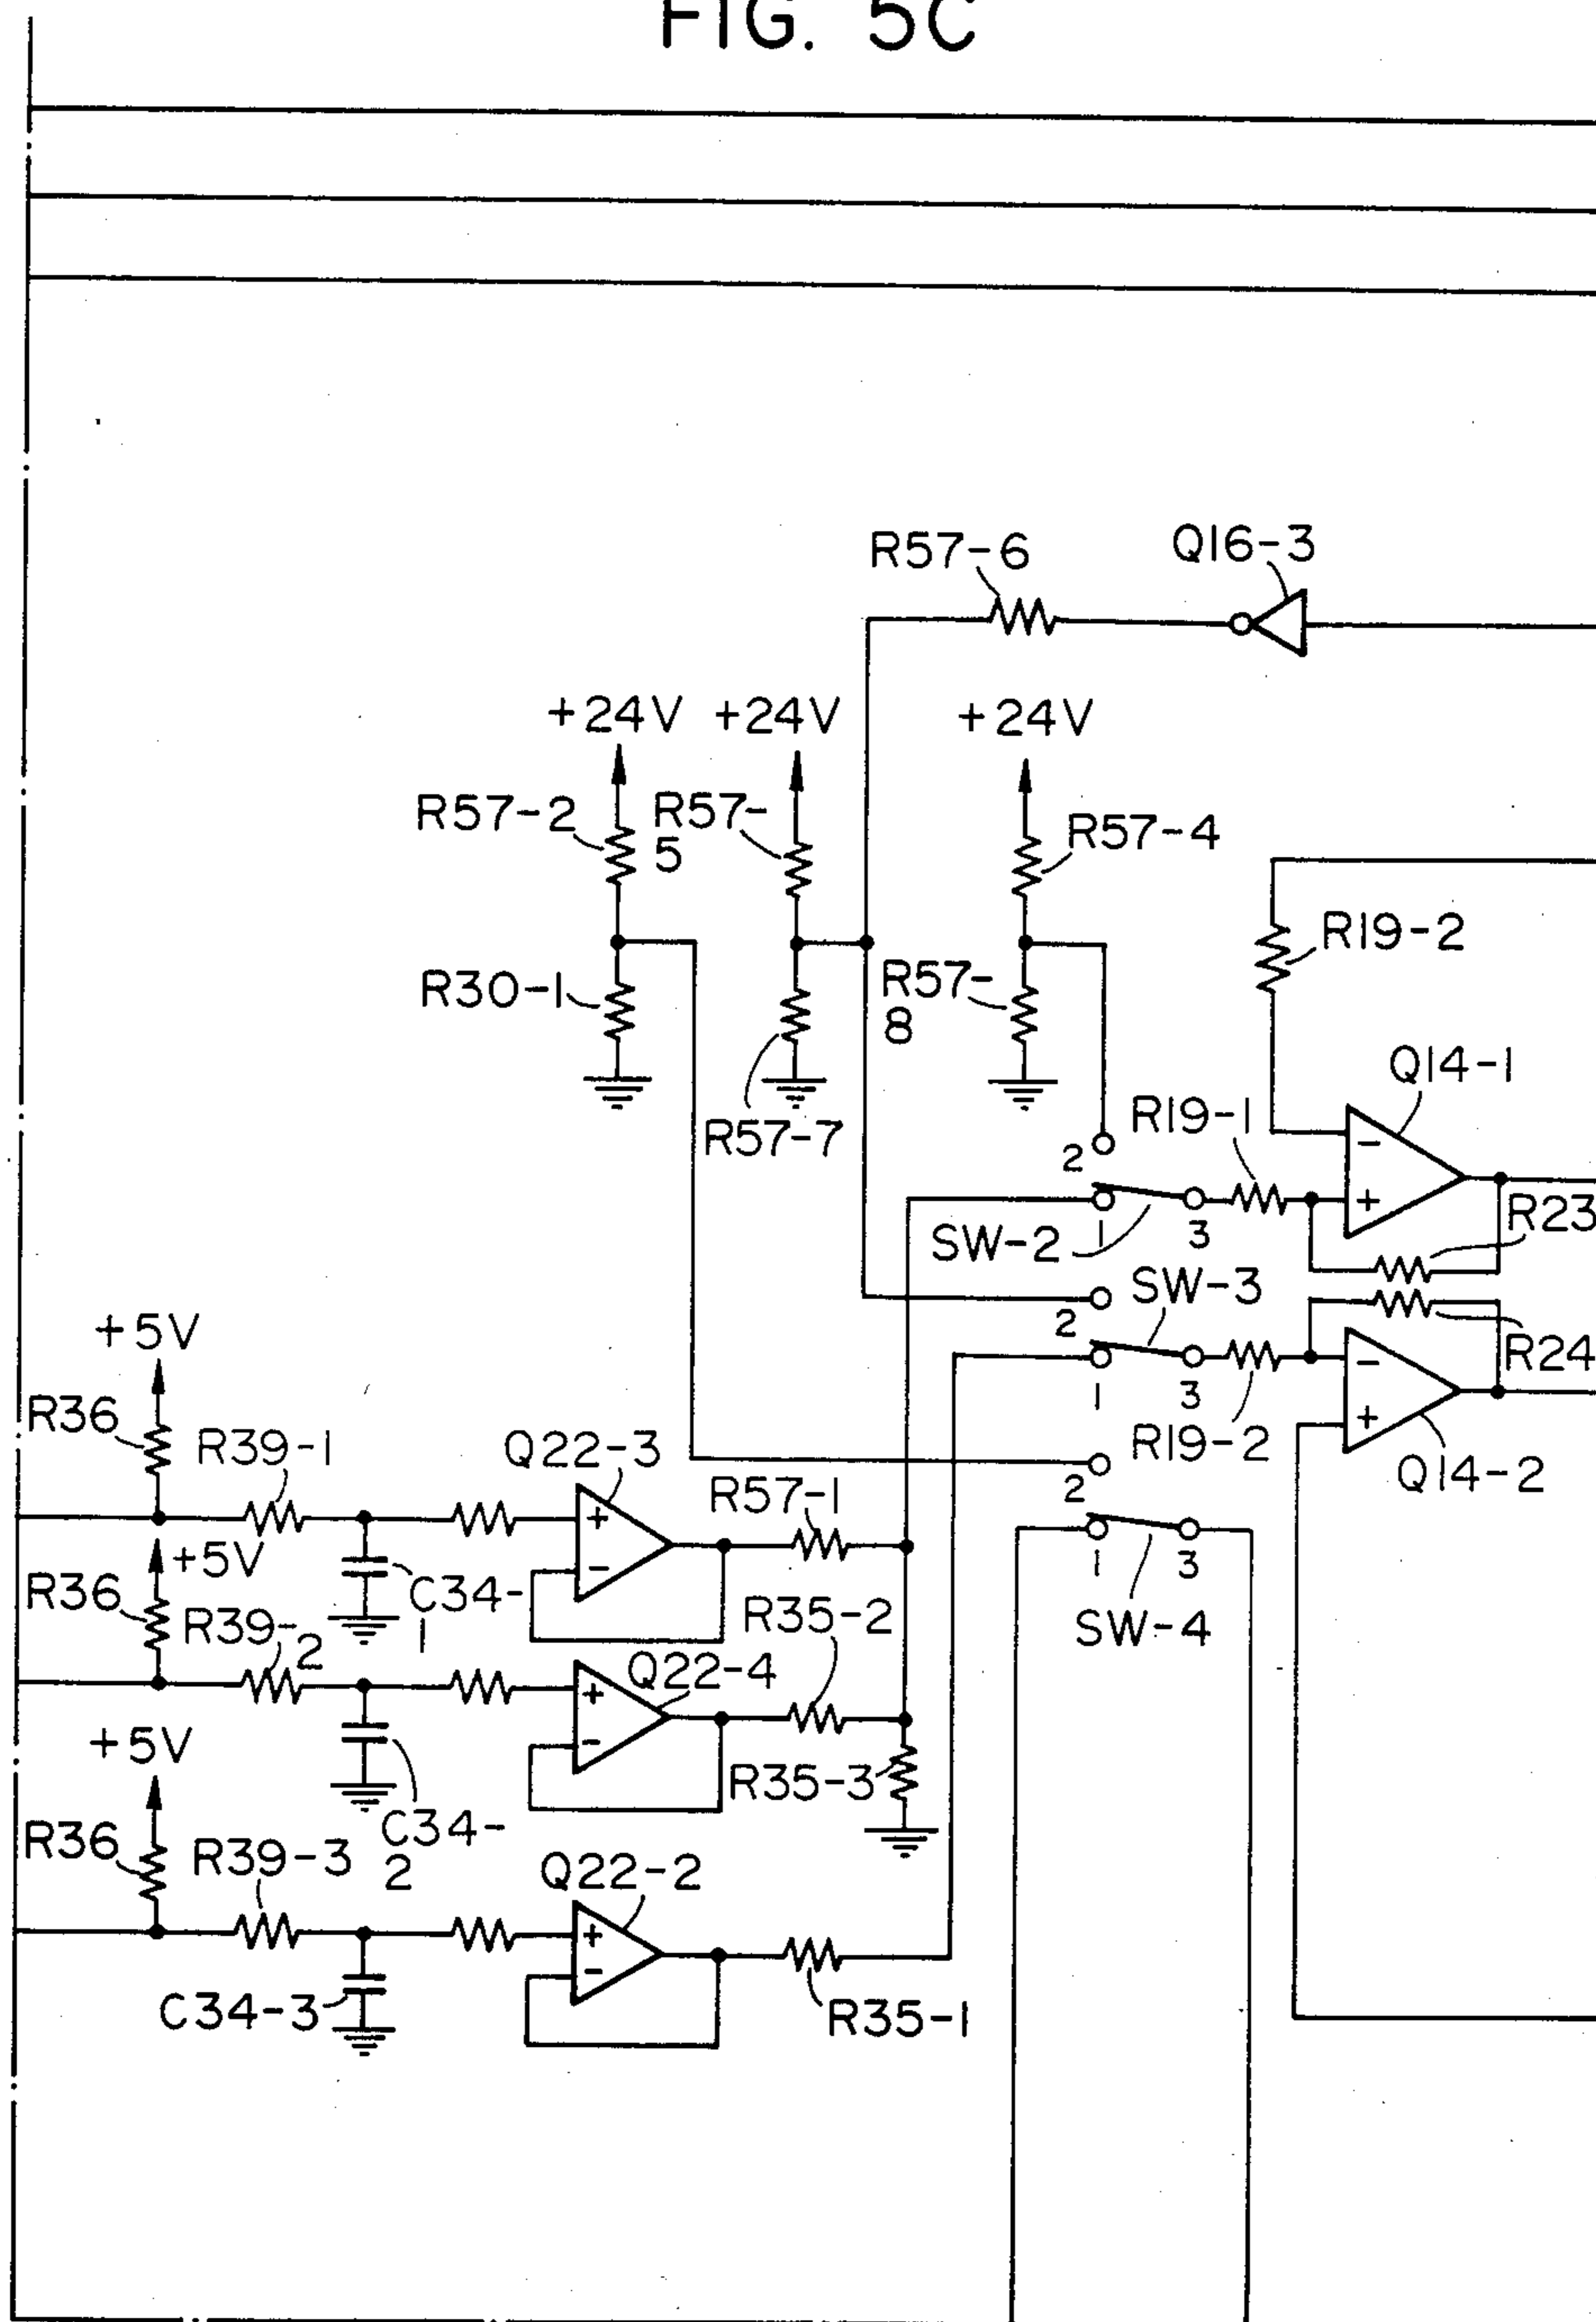 FIG. 5C
R57-6
Q16-3
+24V
+24V
+24V
R57-2
R57-
5
R57-4
R19-2
R30-1
R57-
8
Q14-1
R57-7
R19-1
2
-
+
R23
SW-2
1
3
SW-3
2
+5V
R24
-
+
1
3
R36
R39-1
Q22-3
R19-2
Q14-2
R57-1
2
+
-
+5V
1
3
R36
C34-
1
R39-
2
R35-2
SW-4
Q22-4
+
-
+5V
R35-3
C34-
2
R36
R39-3
Q22-2
+
-
C34-3
R35-1